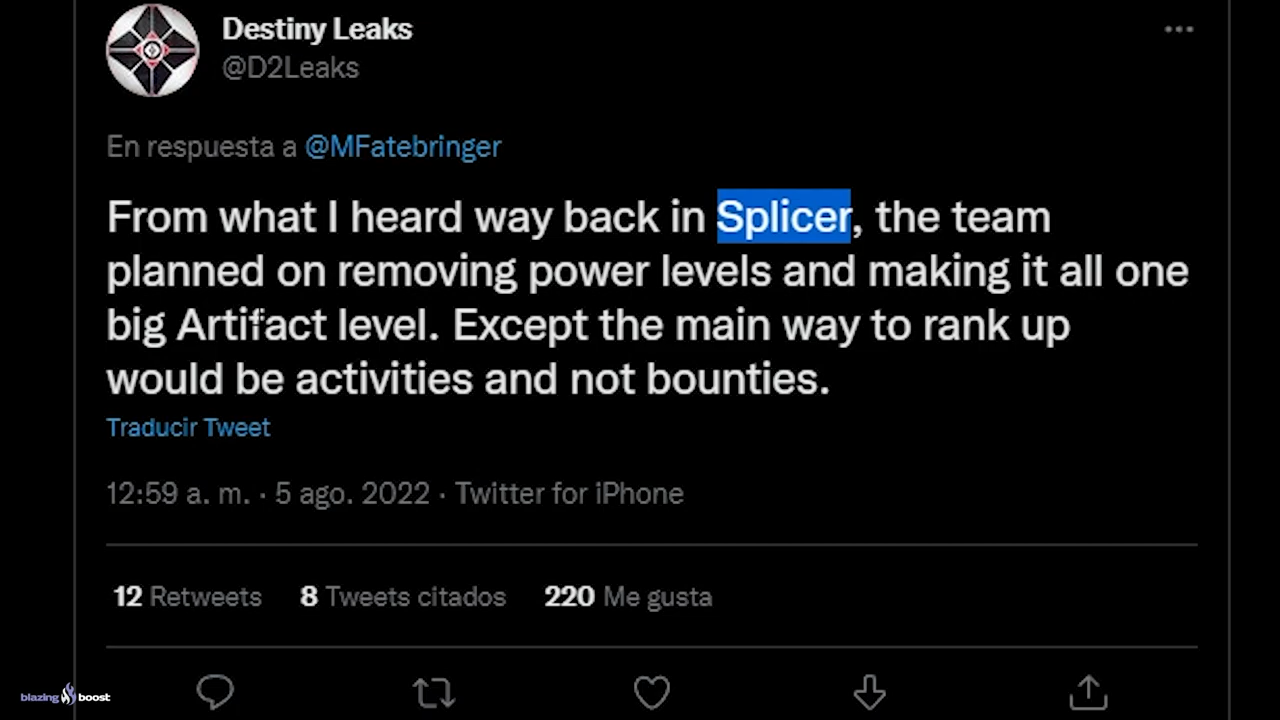 Destiny Leaks
@D2Leaks
En respuesta a @MFatebringer
From what I heard way back in Splicer, the team
planned on removing power levels and making it all one
big Artifact level. Except the main way to rank up
would be activities and not bounties.
Traducir Tweet
12:59 a. m. · 5 ago. 2022 · Twitter for iPhone
12 Retweets 8 Tweets citados 220 Me gusta
blazing boost